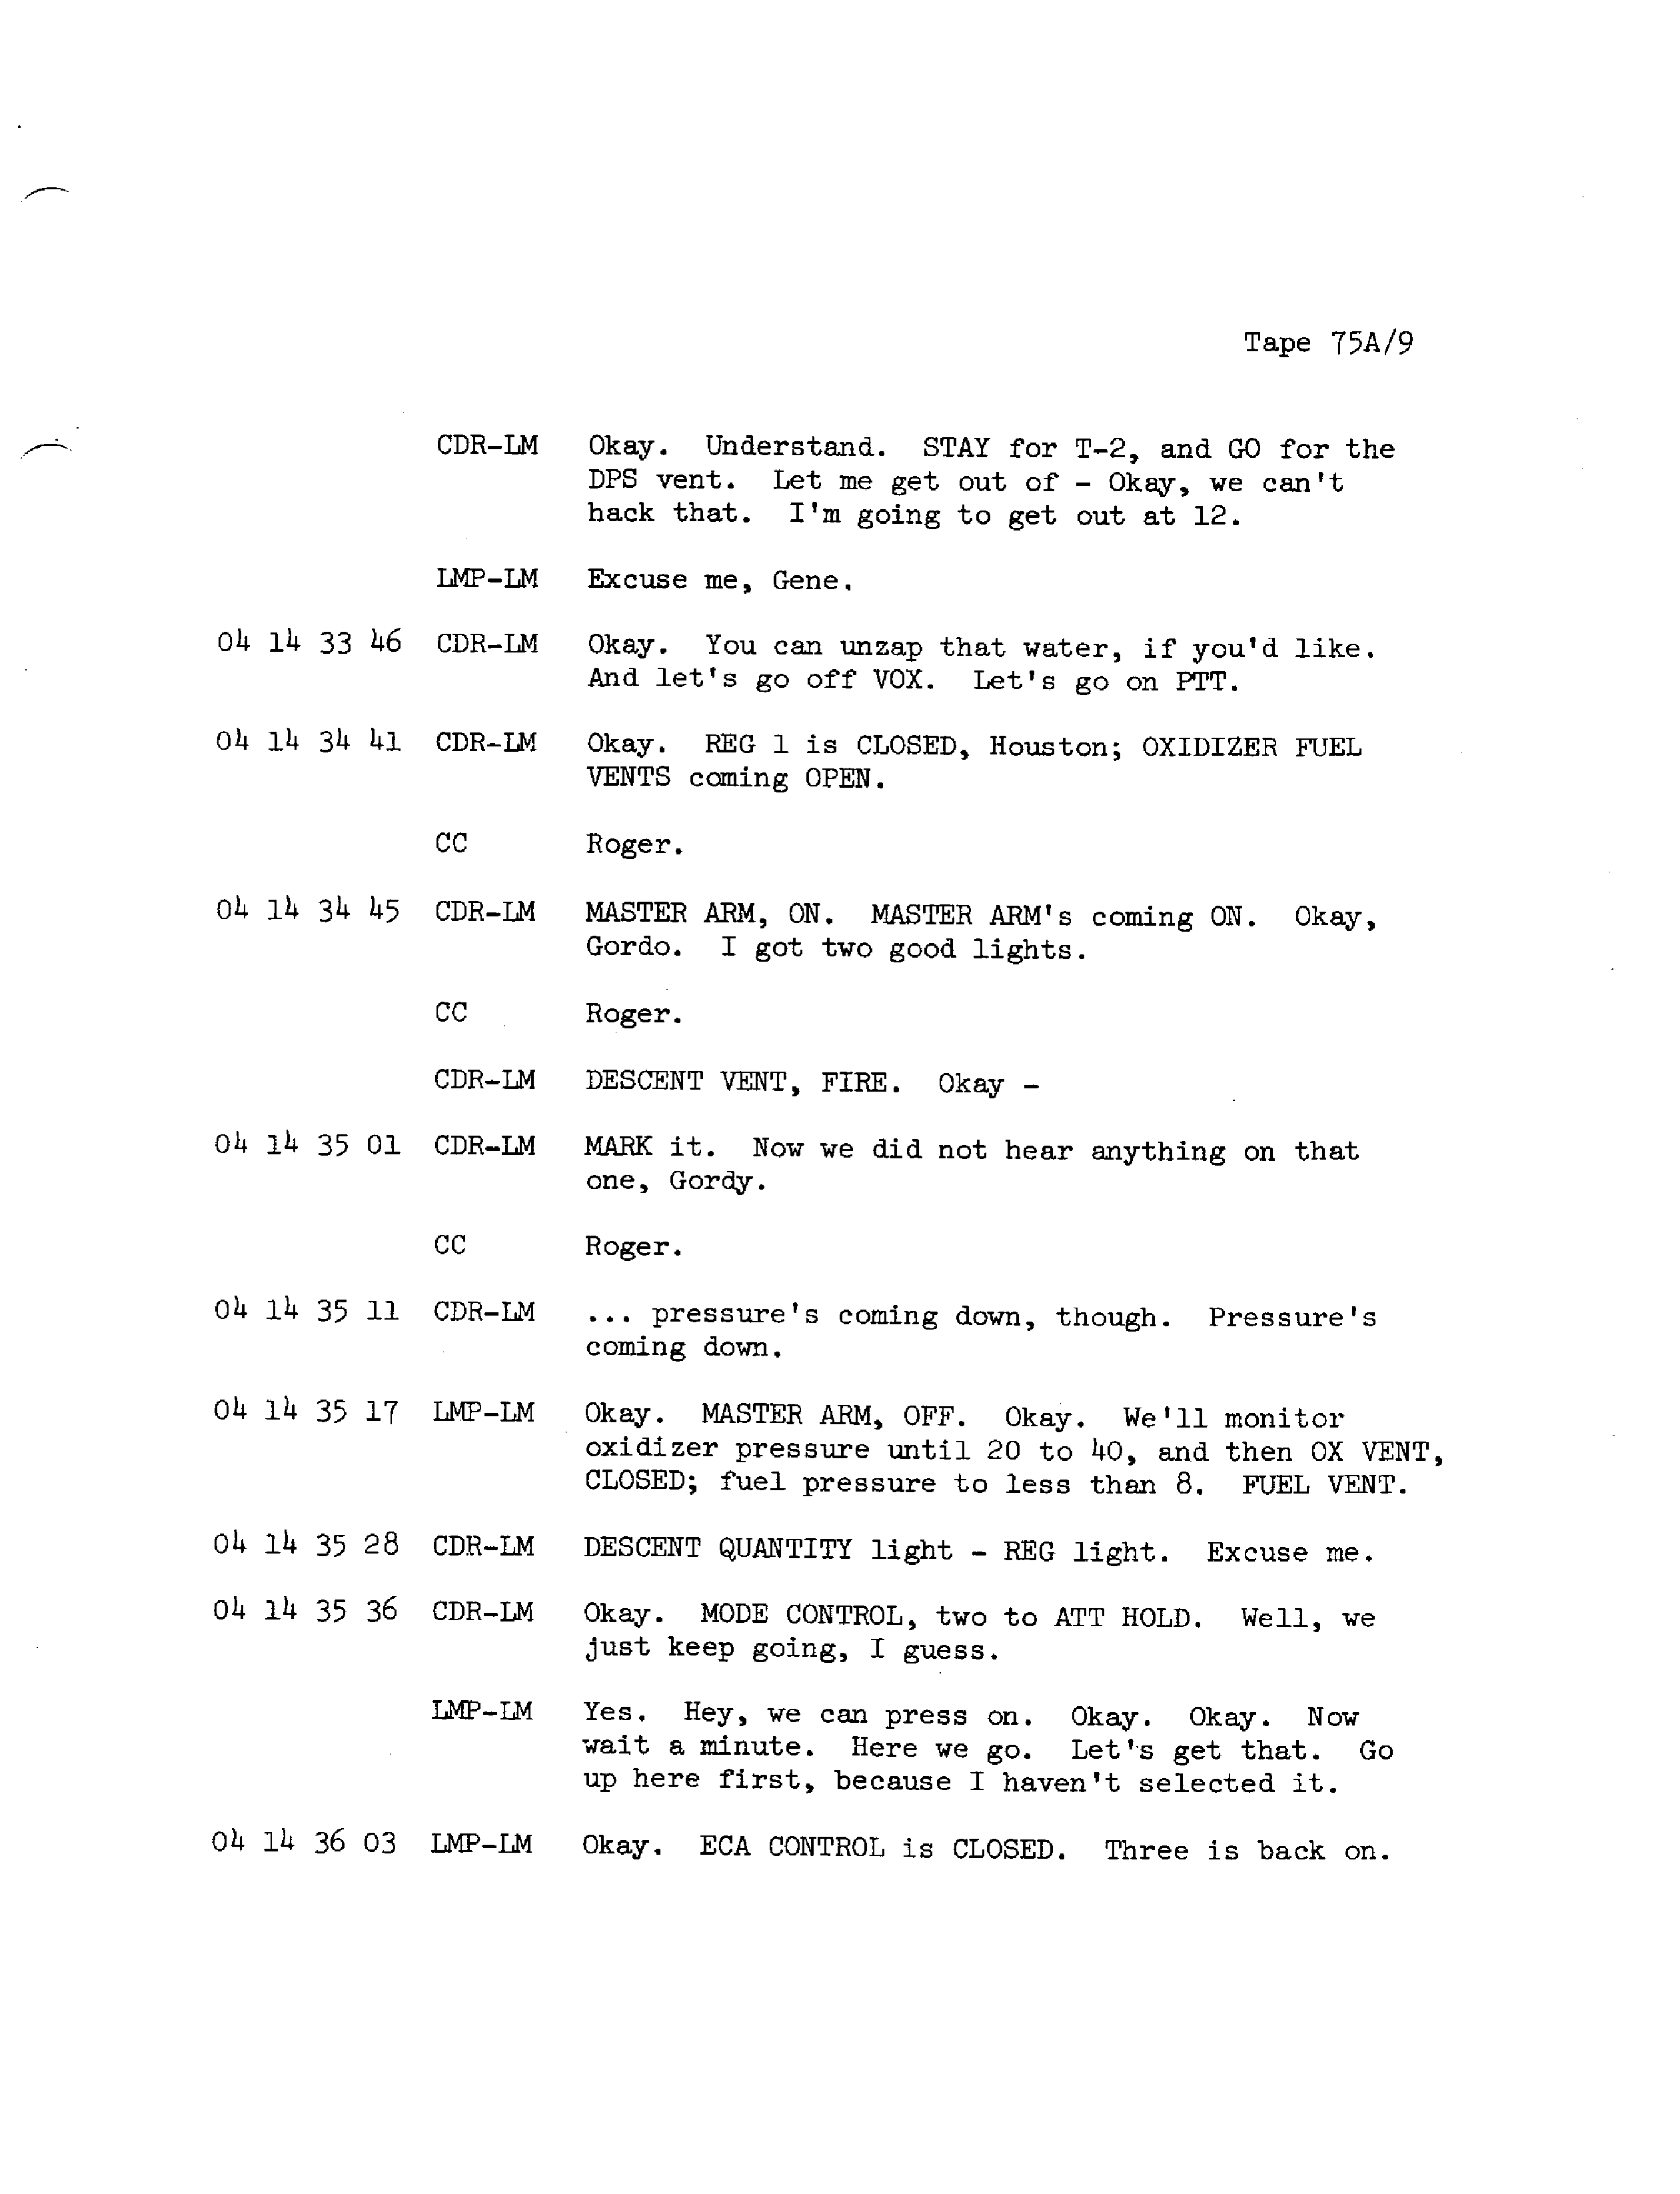 Tape 75A/9
CDR-LM Okay. Understand. STAY for T-2, and GO for the
DPS vent. Let me get out of - Okay, we can't
hack that. I'm going to get out at 12.
LMP-LM Excuse me, Gene.
04 14 33 46 CDR-LM Okay. You can unzap that water, if you'd like.
And let's go off VOX. Let's go on PTT.
04 14 34 41 CDR-LM Okay. REG 1 is CLOSED, Houston; OXIDIZER FUEL
VENTS coming OPEN.
CC Roger.
04 14 34 45 CDR-LM MASTER ARM, ON. MASTER ARM's coming ON. Okay,
Gordo. I got two good lights.
CC Roger.
CDR-LM DESCENT VENT, FIRE. Okay -
04 14 35 01 CDR-LM MARK it. Now we did not hear anything on that
one, Gordy.
CC Roger.
04 14 35 11 CDR-LM ... pressure's coming down, though. Pressure's
coming down.
04 14 35 17 LMP-LM Okay. MASTER ARM, OFF. Okay. We'll monitor
oxidizer pressure until 20 to 40, and then OX VENT,
CLOSED; fuel pressure to less than 8. FUEL VENT.
04 14 35 28 CDR-LM DESCENT QUANTITY light - REG light. Excuse me.
04 14 35 36 CDR-LM Okay. MODE CONTROL, two to ATT HOLD. Well, we
just keep going, I guess.
LMP-LM Yes. Hey, we can press on. Okay. Okay. Now
wait a minute. Here we go. Let's get that. Go
up here first, because I haven't selected it.
04 14 36 03 LMP-LM Okay. ECA CONTROL is CLOSED. Three is back on.